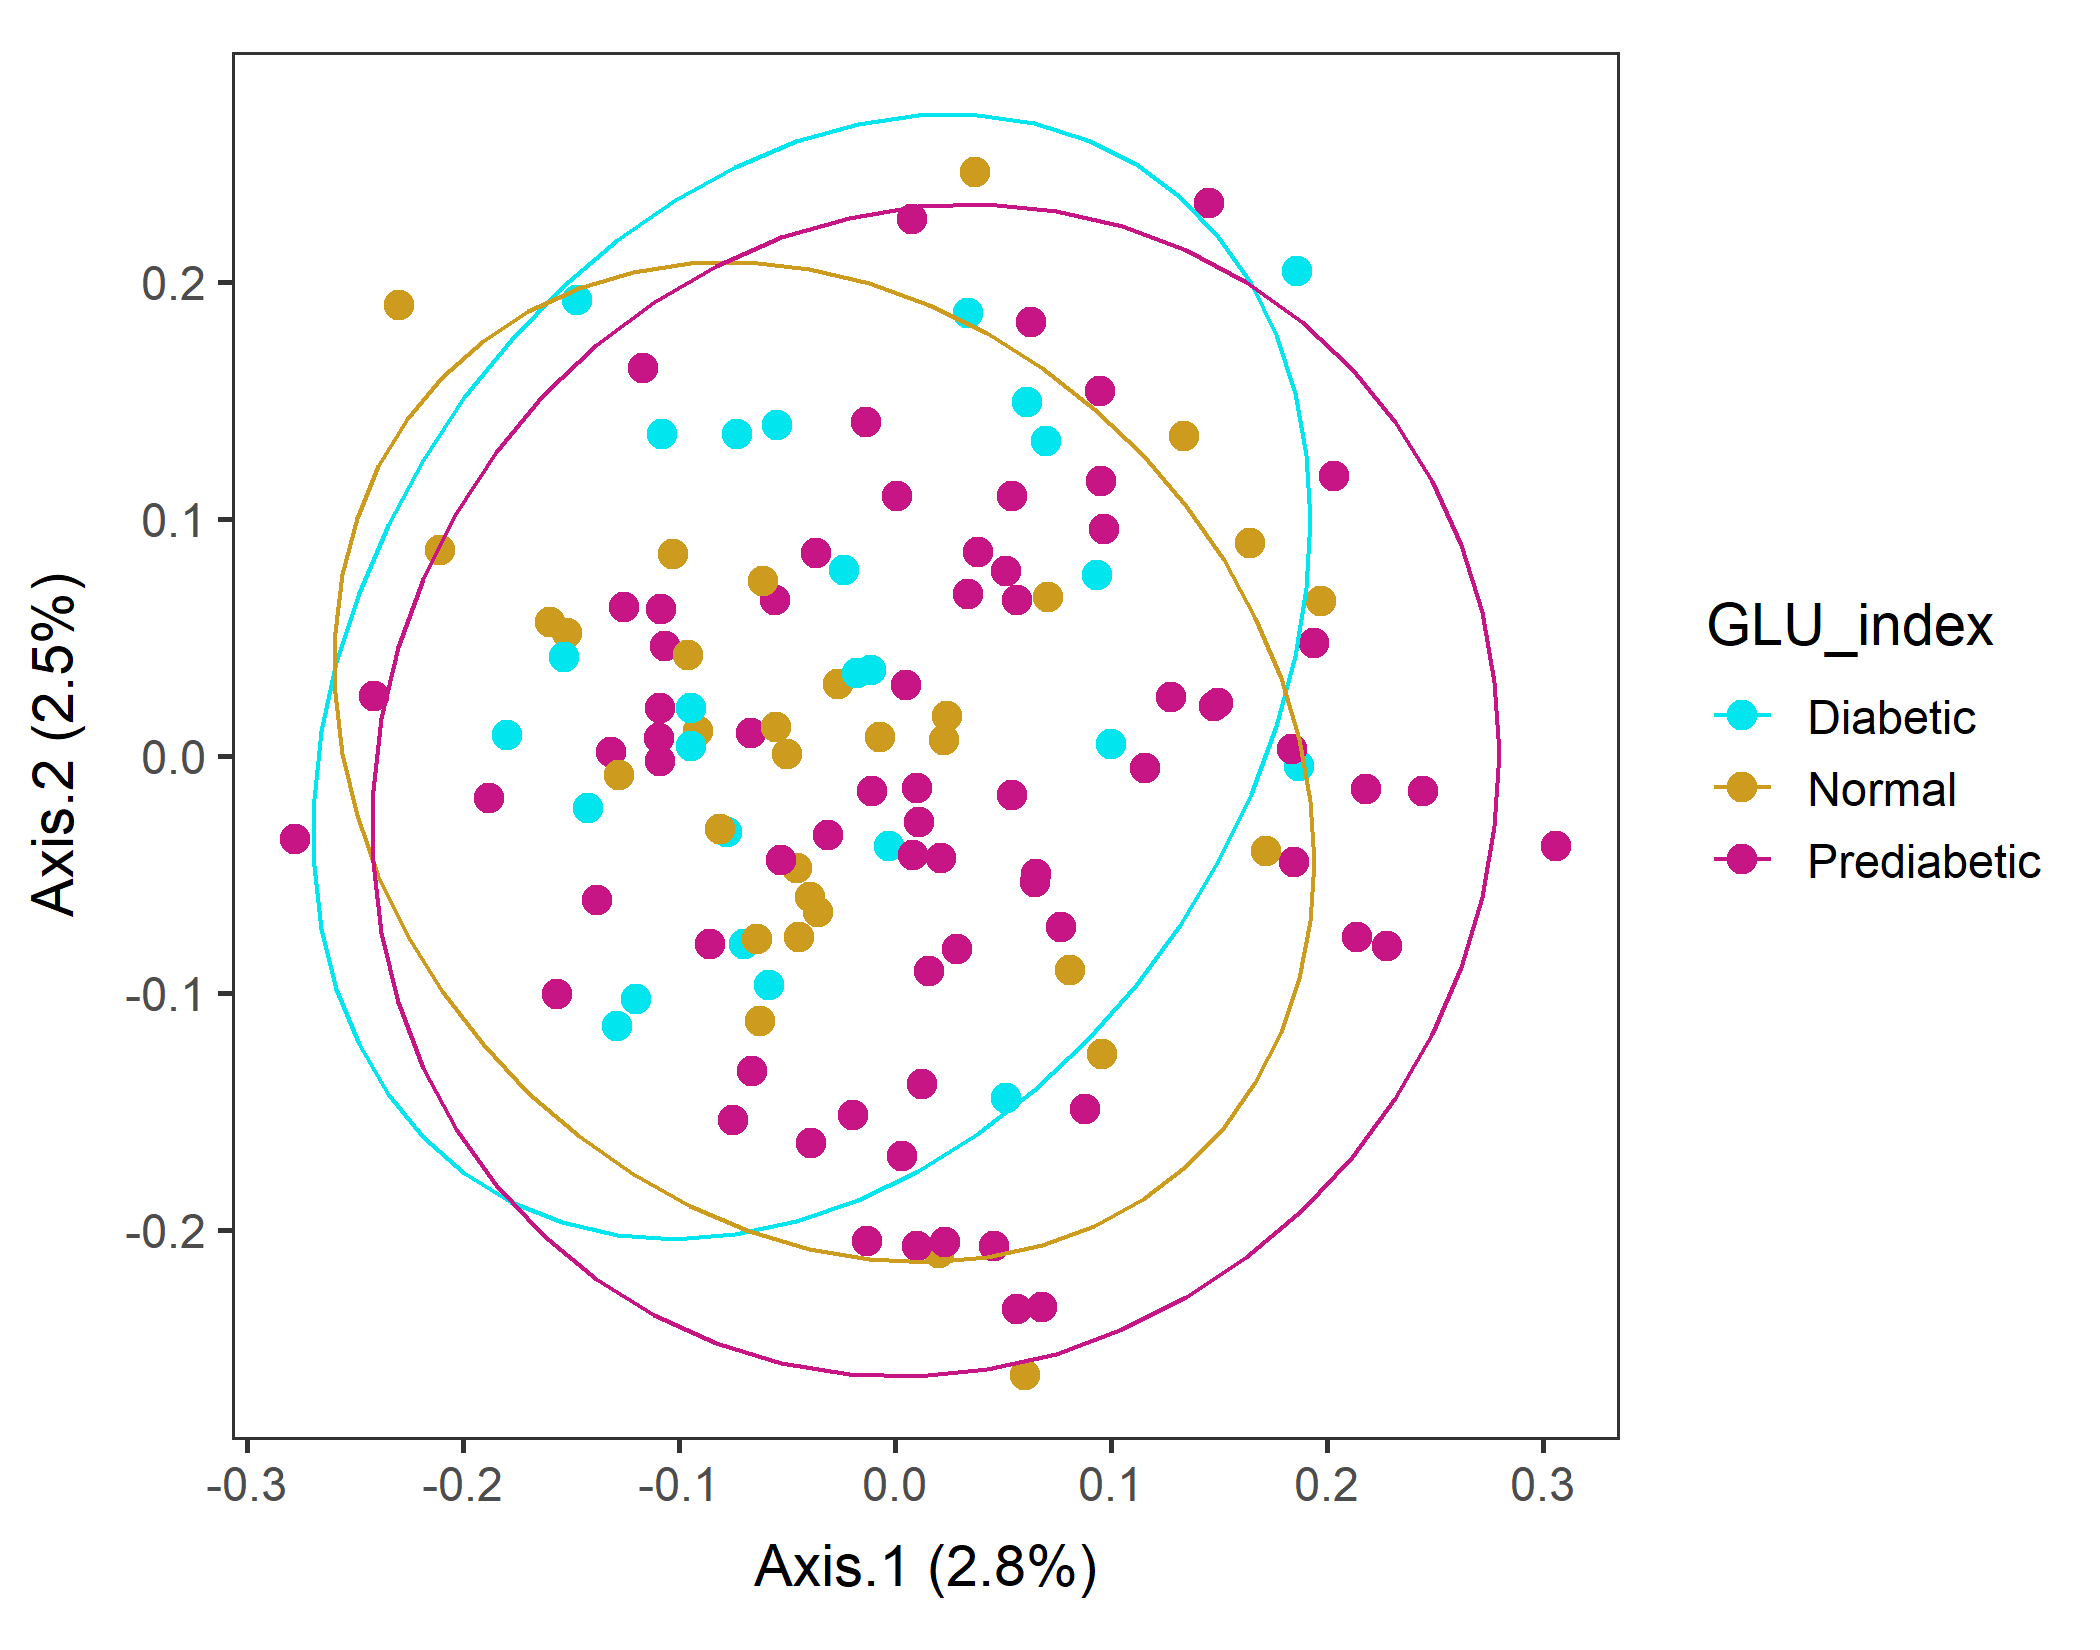 Axis.2 (2.5%)
0.2
0.1
0.0
-0.1
-0.2
-0.3 -0.2 -0.1 0.0 0.1 0.2 0.3
Axis.1 (2.8%)
GLU_index
Diabetic
Normal
Prediabetic